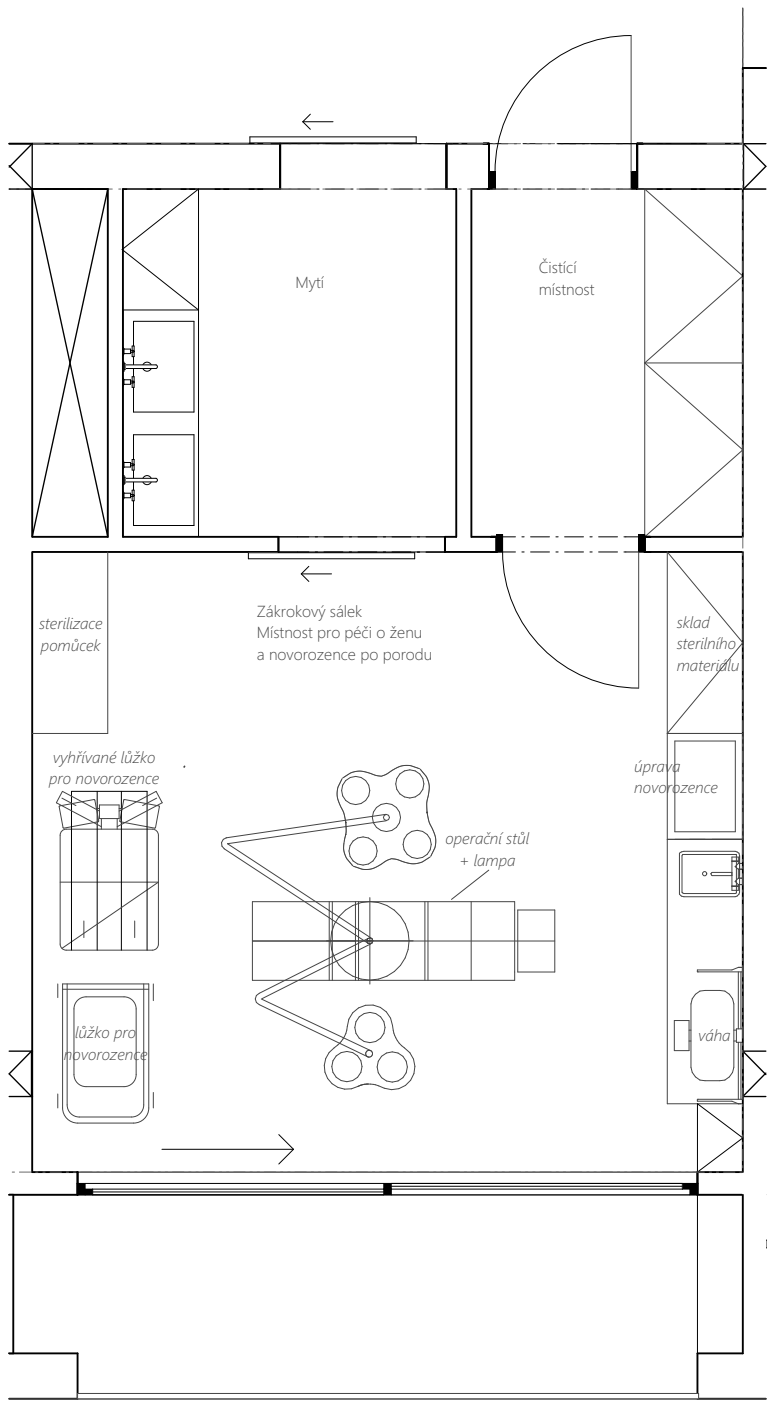 Mytí
Čistící
místnost
sterilizace
pomůcek
Zákrokový sálek
Místnost pro péči o ženu
a novorozence po porodu
sklad
sterilního
materiálu
vyhřívané lůžko
pro novorozence
úprava
novorozence
operační stůl
+ lampa
lůžko pro
novorozence
váha